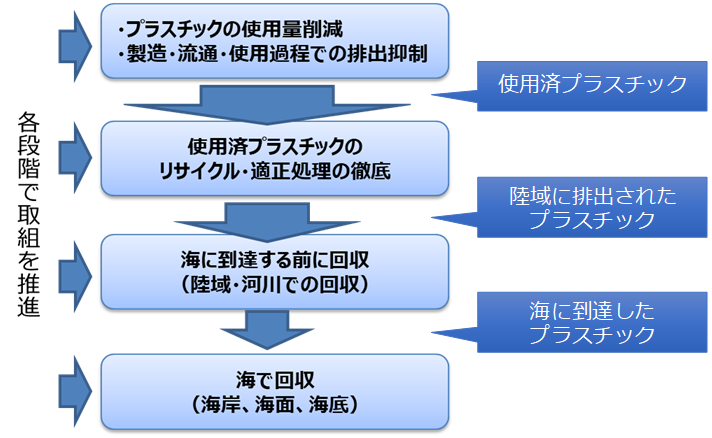 ・プラスチックの使用量削減
・製造・流通・使用過程での排出抑制
使用済プラスチック
使用済プラスチックの
リサイクル・適正処理の徹底
陸域に排出された
プラスチック
海に到達する前に回収
（陸域・河川での回収）
海に到達した
プラスチック
海で回収
（海岸、海面、海底）
各段階で取組を推進